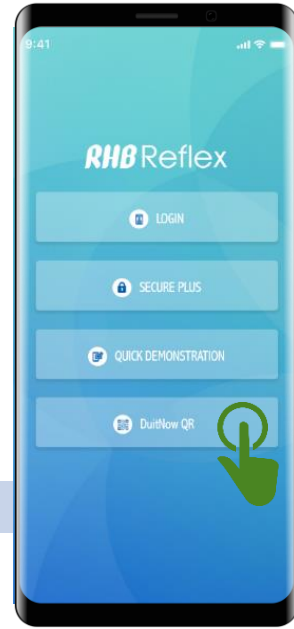 9:41
RHB Reflex
LOGIN
SECURE PLUS
QUICK DEMONSTRATION
DuitNow QR